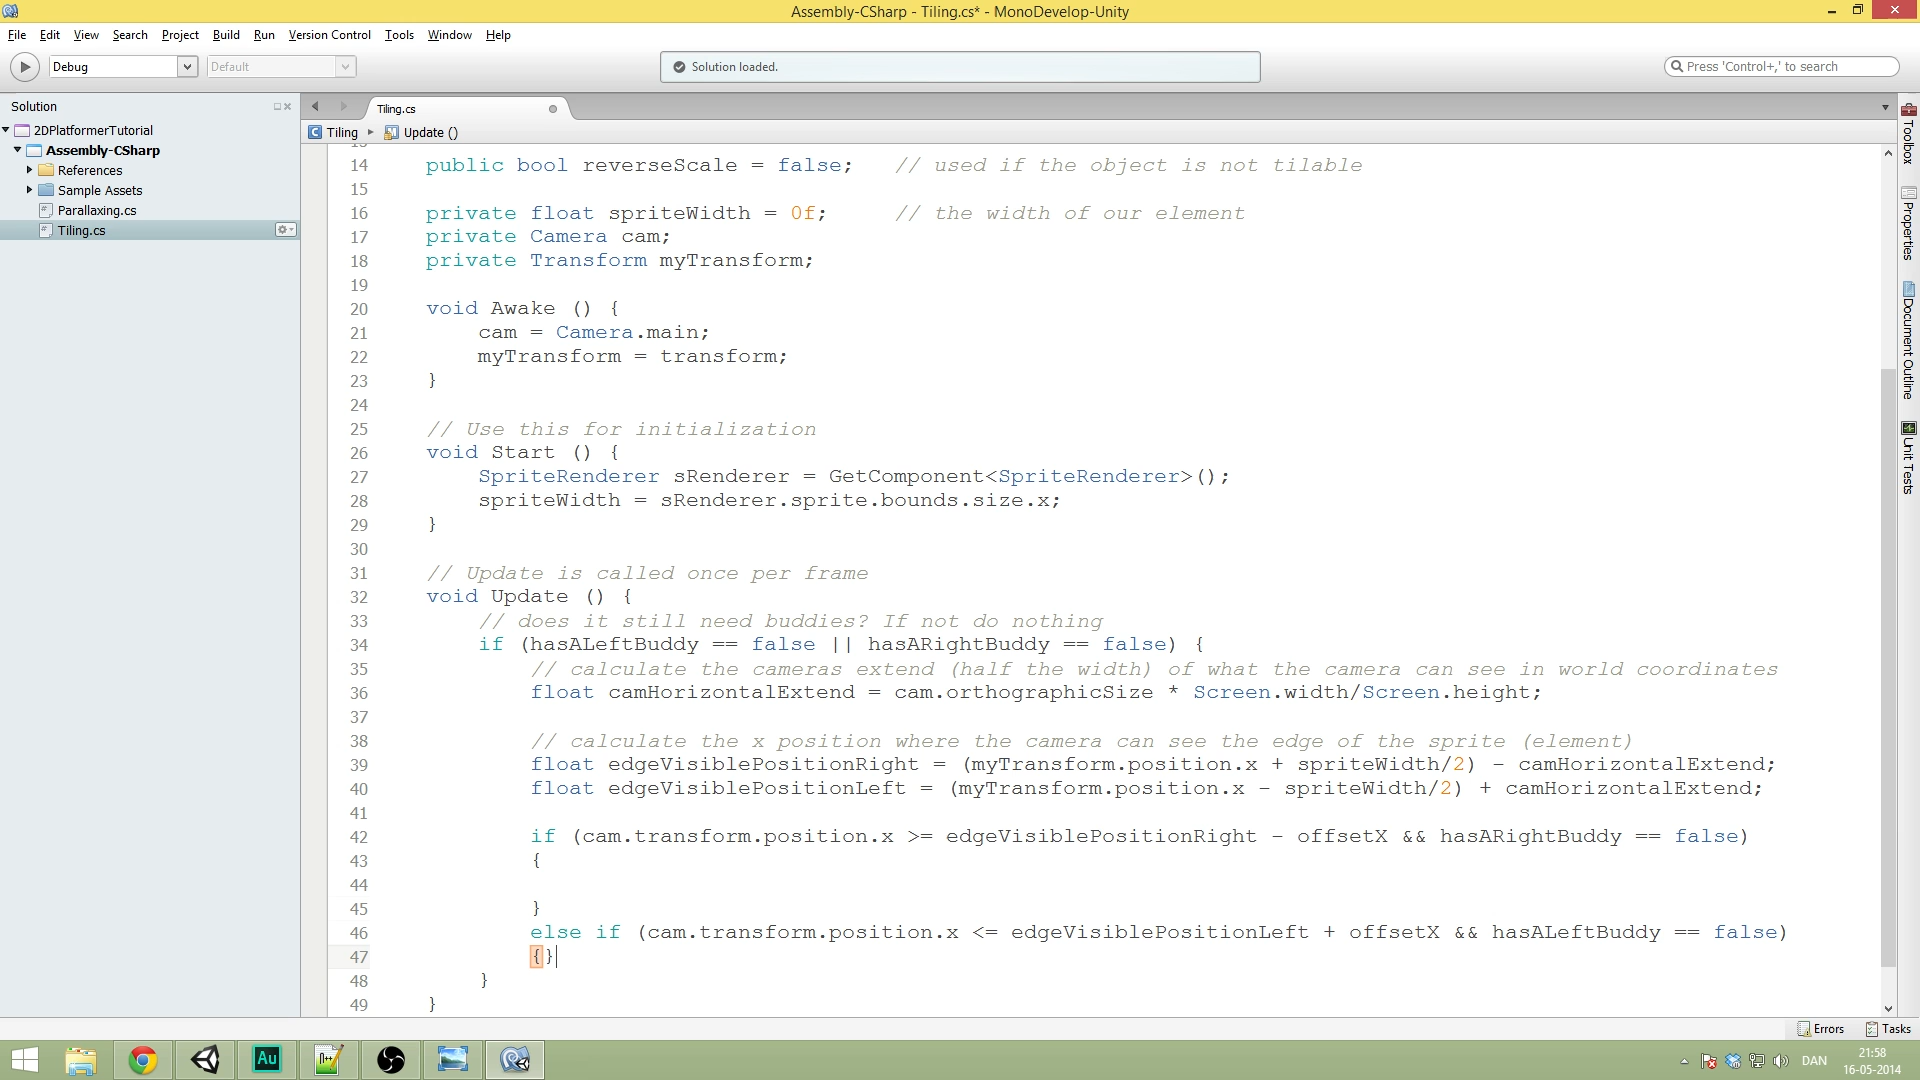 Assembly-CSharp - Tiling.cs* - MonoDevelop-Unity
File Edit View Search Project Build Run Version Control Tools Window Help
Debug Default Solution loaded. Press 'Control+,' to search
Solution
2DPlatformerTutorial
Assembly-CSharp
References
Sample Assets
Parallaxing.cs
Tiling.cs
Tiling.cs
Tiling Update ()
14 public bool reverseScale = false; // used if the object is not tilable
15
16 private float spriteWidth = 0f; // the width of our element
17 private Camera cam;
18 private Transform myTransform;
19
20 void Awake () {
21 cam = Camera.main;
22 myTransform = transform;
23 }
24
25 // Use this for initialization
26 void Start () {
27 SpriteRenderer sRenderer = GetComponent<SpriteRenderer>();
28 spriteWidth = sRenderer.sprite.bounds.size.x;
29 }
30
31 // Update is called once per frame
32 void Update () {
33 // does it still need buddies? If not do nothing
34 if (hasALeftBuddy == false || hasARightBuddy == false) {
35 // calculate the cameras extend (half the width) of what the camera can see in world coordinates
36 float camHorizontalExtend = cam.orthographicSize * Screen.width/Screen.height;
37
38 // calculate the x position where the camera can see the edge of the sprite (element)
39 float edgeVisiblePositionRight = (myTransform.position.x + spriteWidth/2) - camHorizontalExtend;
40 float edgeVisiblePositionLeft = (myTransform.position.x - spriteWidth/2) + camHorizontalExtend;
41
42 if (cam.transform.position.x >= edgeVisiblePositionRight - offsetX && hasARightBuddy == false)
43 {
44
45 }
46 else if (cam.transform.position.x <= edgeVisiblePositionLeft + offsetX && hasALeftBuddy == false)
47 {}
48 }
49 }
Toolbox
Properties
Document Outline
Unit Tests
Errors Tasks
Au
n++
DAN
21:58
16-05-2014